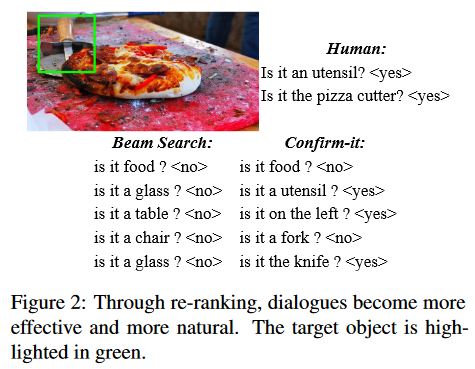 Human:
Is it an utensil? <yes>
Is it the pizza cutter? <yes>
Beam Search:
is it food ? <no>
is it a glass ? <no>
is it a table ? <no>
is it a chair ? <no>
is it a glass ? <no>
Confirm-it:
is it food ? <no>
is it a utensil ? <yes>
is it on the left ? <yes>
is it a fork ? <no>
is it the knife ? <yes>
Figure 2: Through re-ranking, dialogues become more
effective and more natural. The target object is high-
lighted in green.